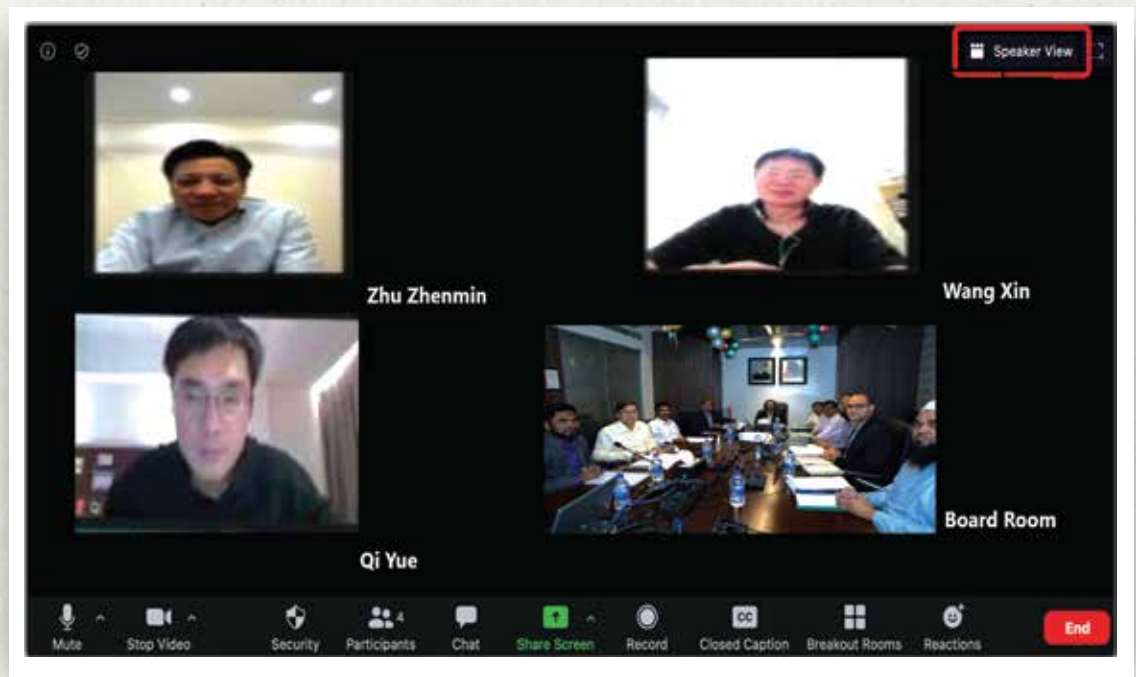 Speaker View
Zhu Zhenmin
Wang Xin
Qi Yue
Board Room
4
Mute
Stop Video
Security
Participants
Chat
Share Screen
Record
CC
Closed Caption
Breakout Rooms
Reactions
End